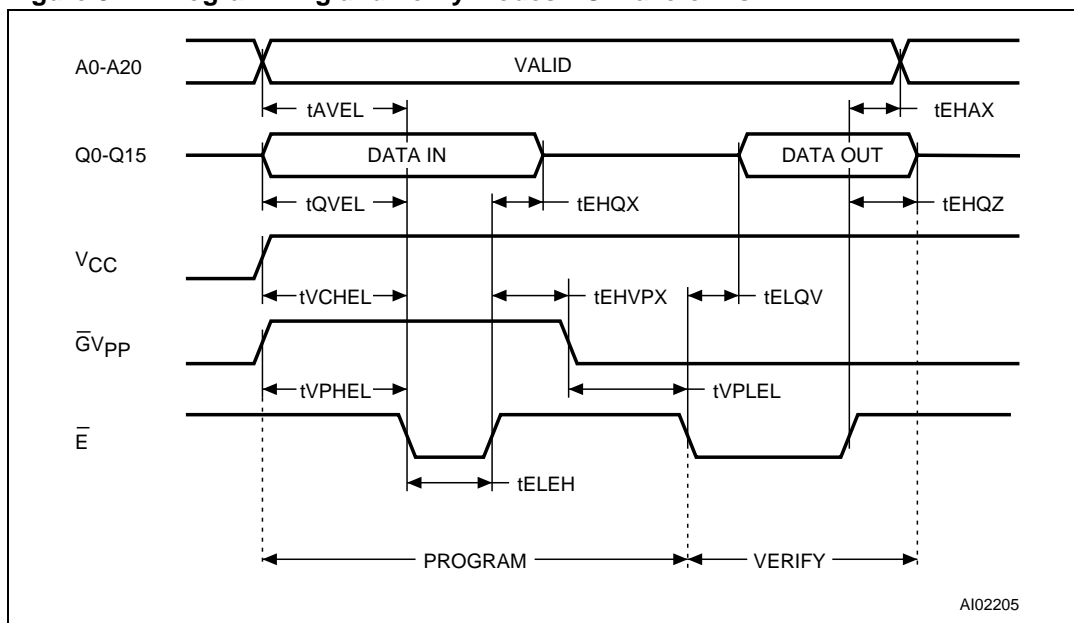 A0-A20
VALID
tAVEL
tEHAX
Q0-Q15
DATA IN
DATA OUT
tQVEL
tEHQX
tEHQZ
VCC
tVCHEL
tEHVPX
tELQV
G̅VPP
tVPHEL
tVPLEL
E̅
tELEH
PROGRAM
VERIFY
AI02205